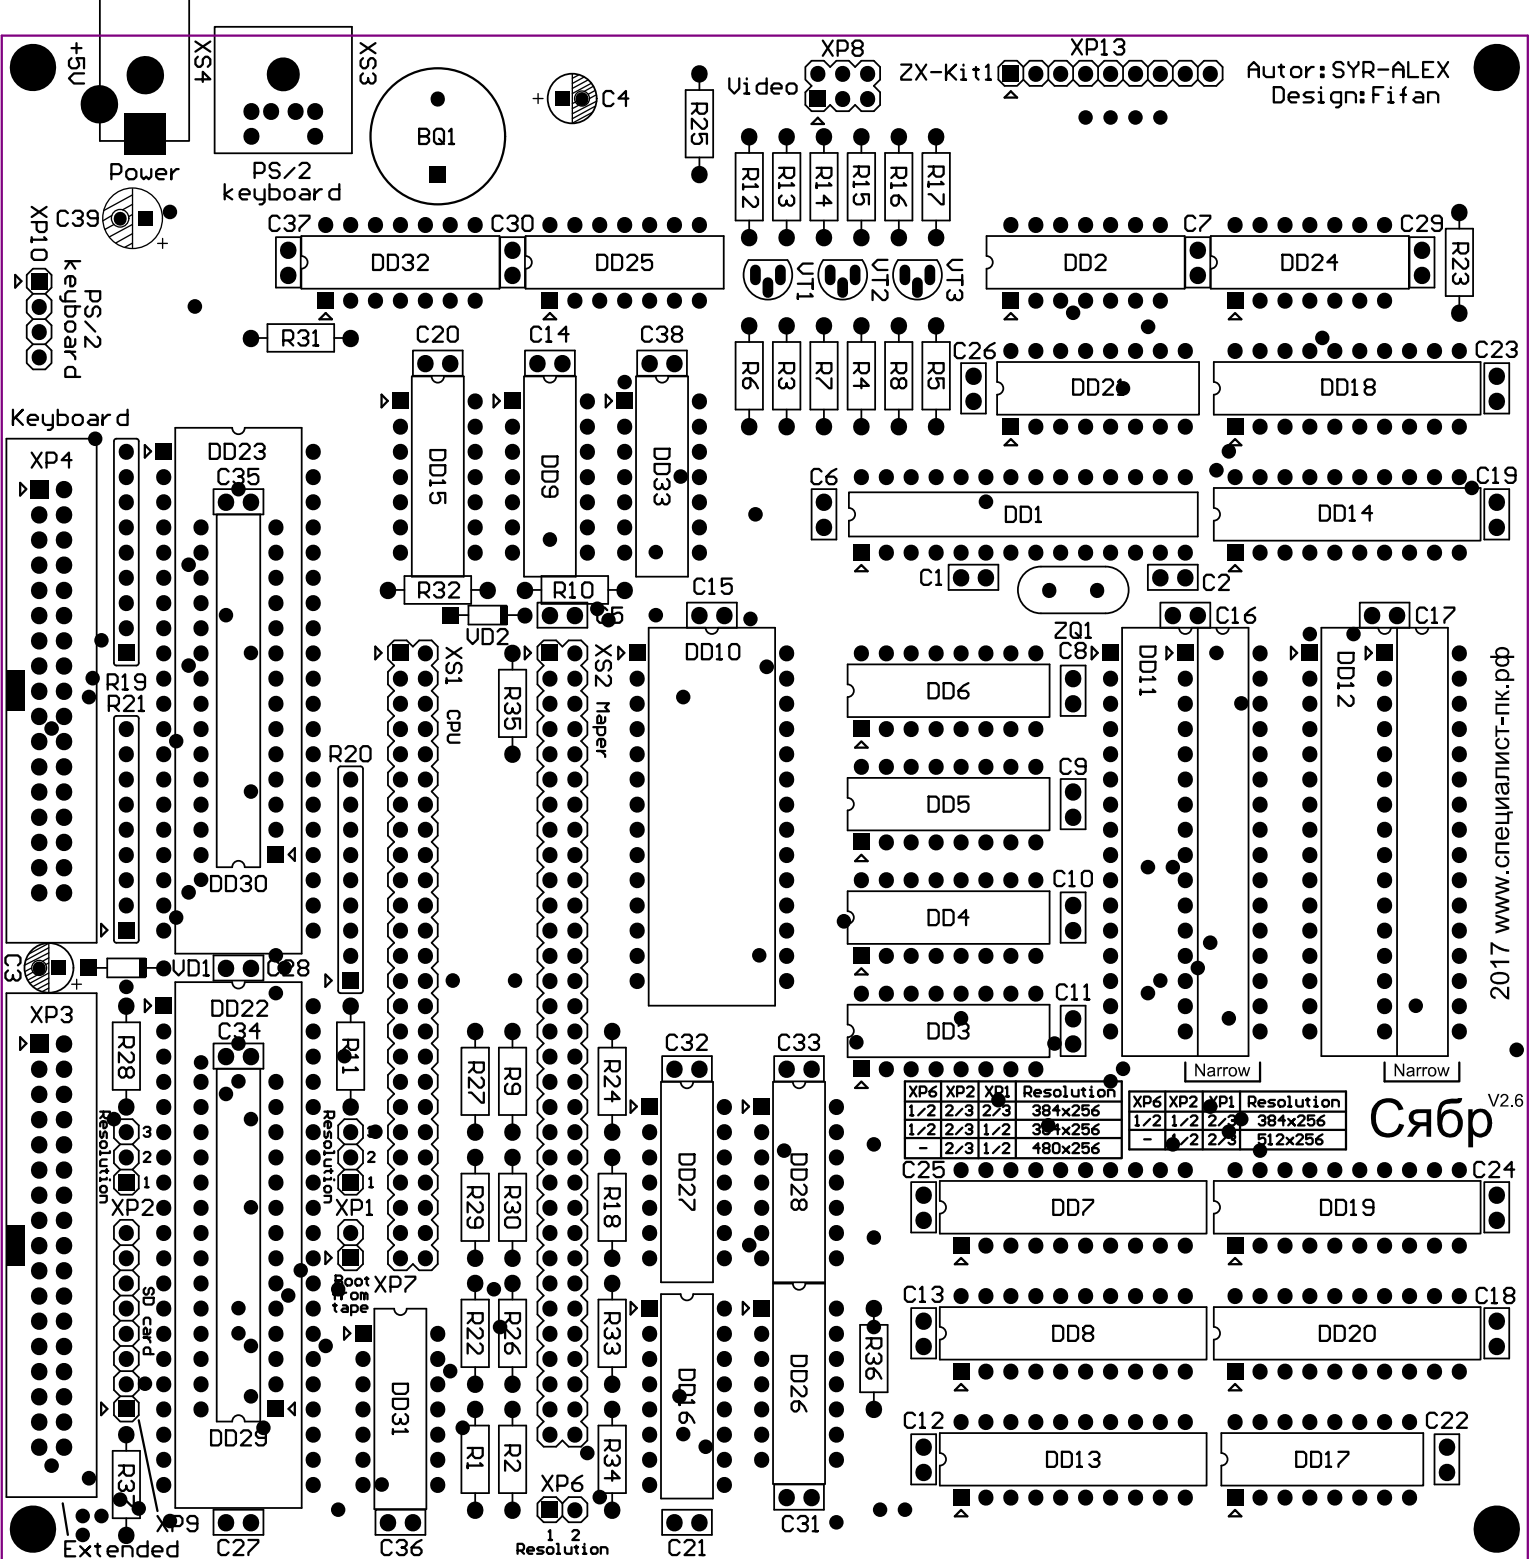 +5V
XS4
XS3
XP8
Video
ZX-Kit1
XP13
Autor:SYR-ALEX
Design:Fifan
BQ1
C4
R25
Power
PS/2
keyboard
R12
R13
R14
R15
R16
R17
C39
XP10
PS/2
keyboard
C37
DD32
C30
DD25
VT1
VT2
VT3
DD2
C7
DD24
C29
R23
R31
C20
C14
C38
R6
R3
R7
R4
R8
R5
C26
DD21
DD18
C23
Keyboard
XP4
DD23
C35
DD15
DD9
DD33
C6
DD1
DD14
C19
R32
R10
C1
C2
VD2
C5
C15
ZQ1
C16
C17
XS1 CPU
XS2 Maper
R35
DD10
DD6
C8
DD11
DD12
R19
R21
R20
DD5
C9
2017 www.специалист-пк.рф
DD30
DD4
C10
C3
VD1
C28
XP3
DD22
C34
R28
R11
DD3
C11
Narrow
Narrow
R27
R9
R24
C32
C33
XP6 XP2 XP1 Resolution
1/2 2/3 2/3 384x256
1/2 2/3 1/2 384x256
- 2/3 1/2 480x256
XP6 XP2 XP1 Resolution
1/2 1/2 2/3 384x256
- 1/2 2/3 512x256
Сябр
V2.6
Resolution
3
2
1
XP2
Resolution
3
2
1
XP1
DD27
DD28
R29
R30
R18
C25
DD7
DD19
C24
SD card
Boot
from
tape
XP7
R22
R26
R33
R36
C13
DD8
DD20
C18
DD31
DD16
DD26
DD29
R37
R1
R2
R34
C12
DD13
DD17
C22
XP6
XP9
Extended
C27
C36
1 2
Resolution
C21
C31